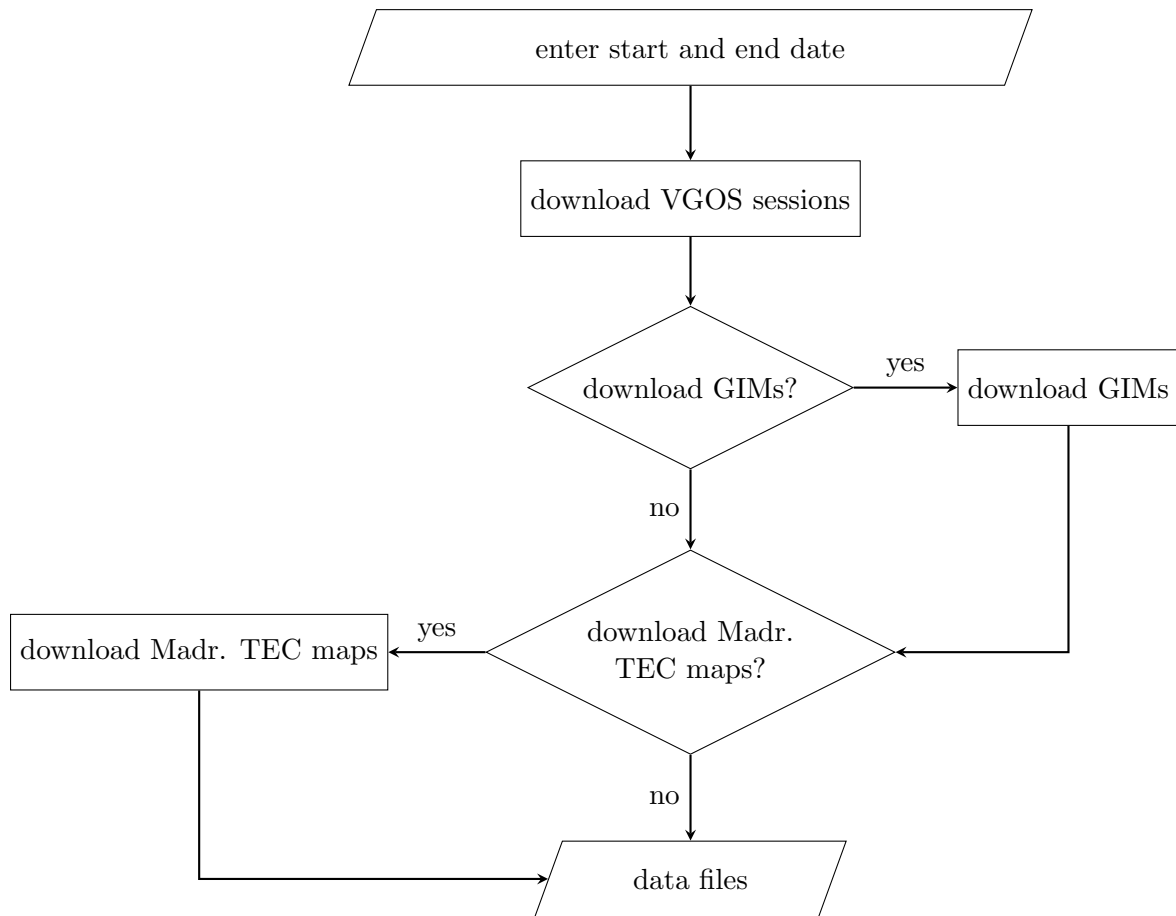 enter start and end date
download VGOS sessions
download GIMs?
yes
download GIMs
no
download Madr. TEC maps
yes
download Madr.
TEC maps?
no
data files